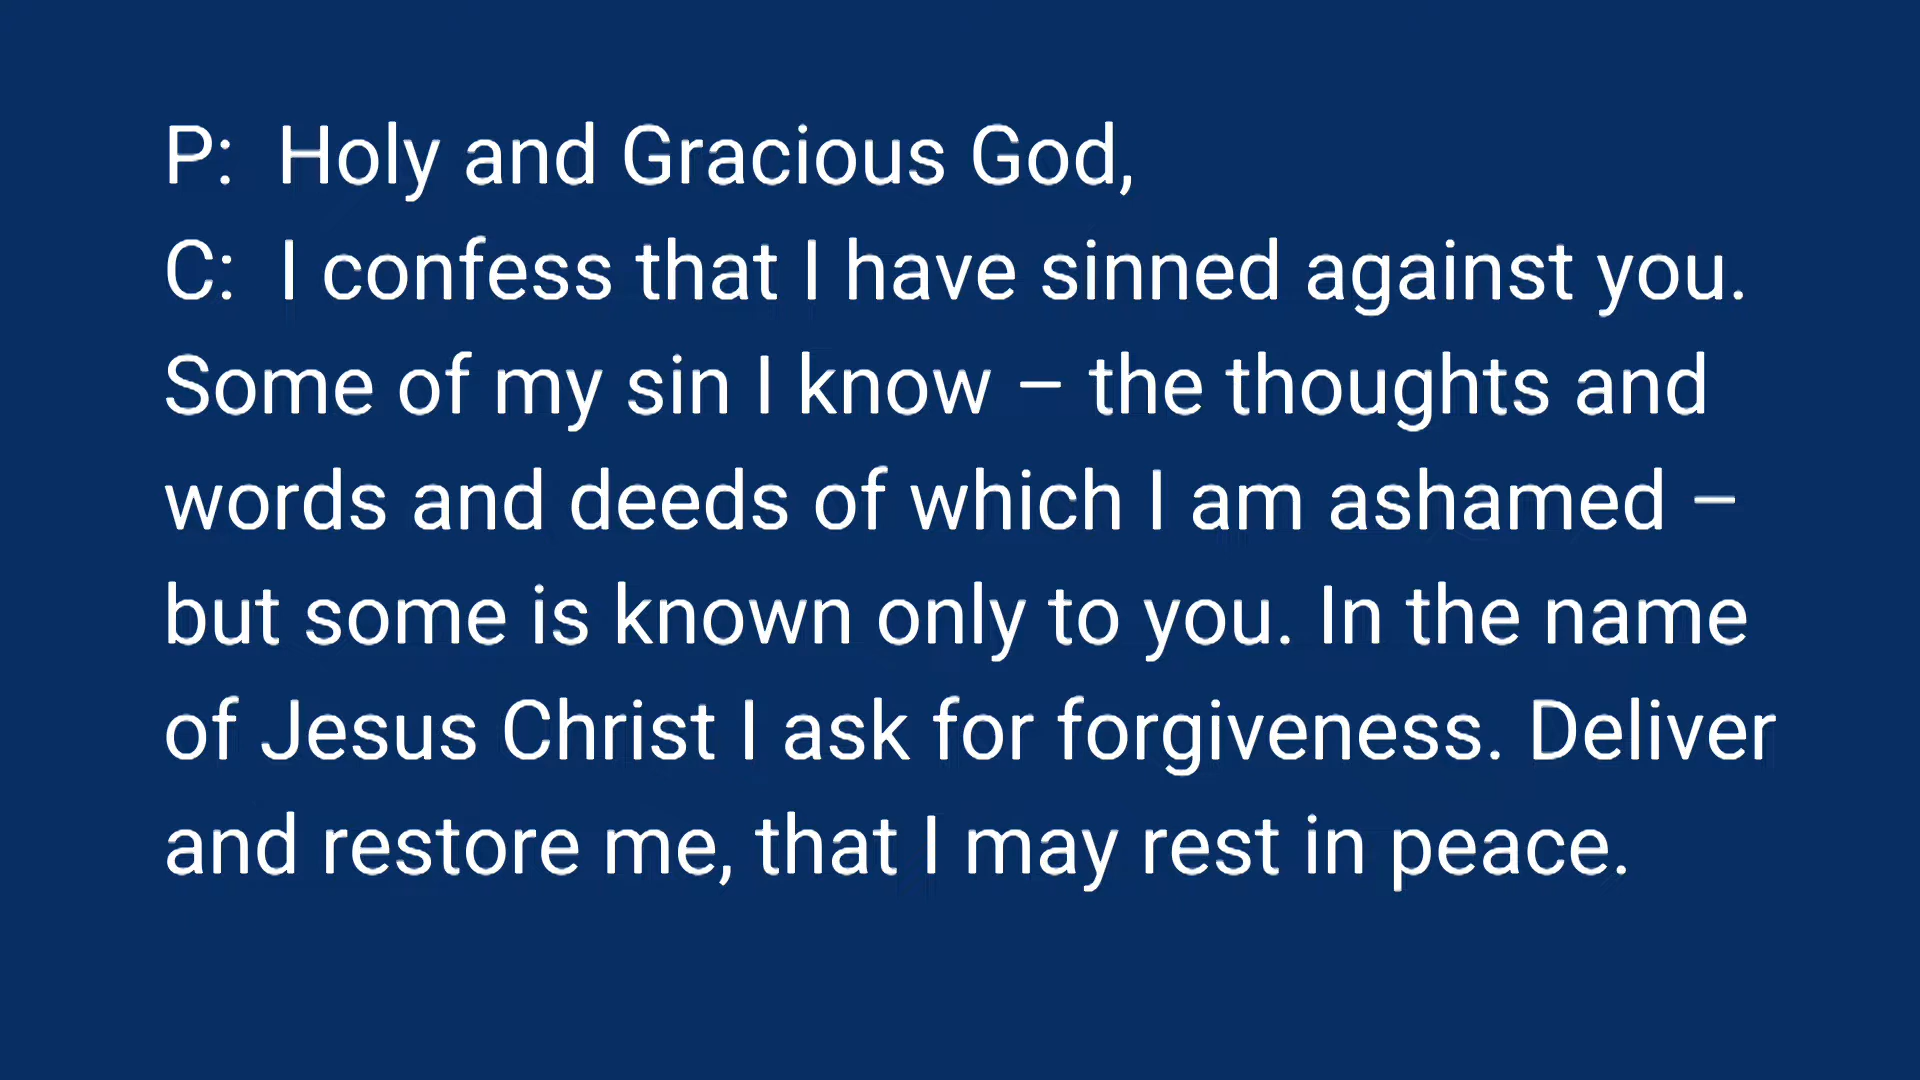 P:  Holy and Gracious God,
C:  I confess that I have sinned against you.
Some of my sin I know – the thoughts and
words and deeds of which I am ashamed –
but some is known only to you. In the name
of Jesus Christ I ask for forgiveness. Deliver
and restore me, that I may rest in peace.